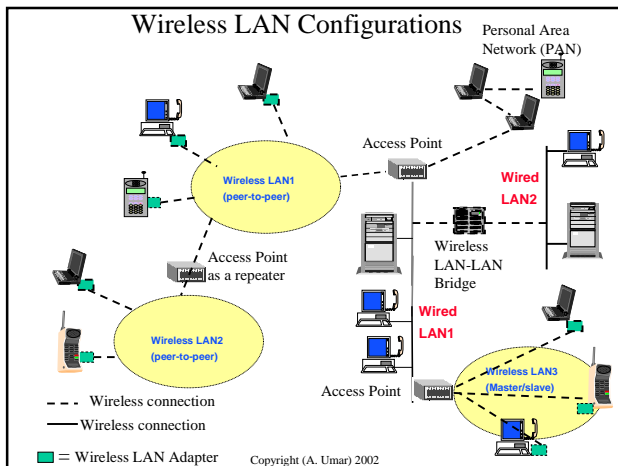 Wireless LAN Configurations
Personal Area
Network (PAN)
Access Point
Wireless LAN1
(peer-to-peer)
Wired
LAN2
Access Point
as a repeater
Wireless
LAN-LAN
Bridge
Wired
LAN1
Wireless LAN2
(peer-to-peer)
Wireless LAN3
(Master/slave)
Access Point
Wireless connection
Wireless connection
= Wireless LAN Adapter
Copyright (A. Umar) 2002